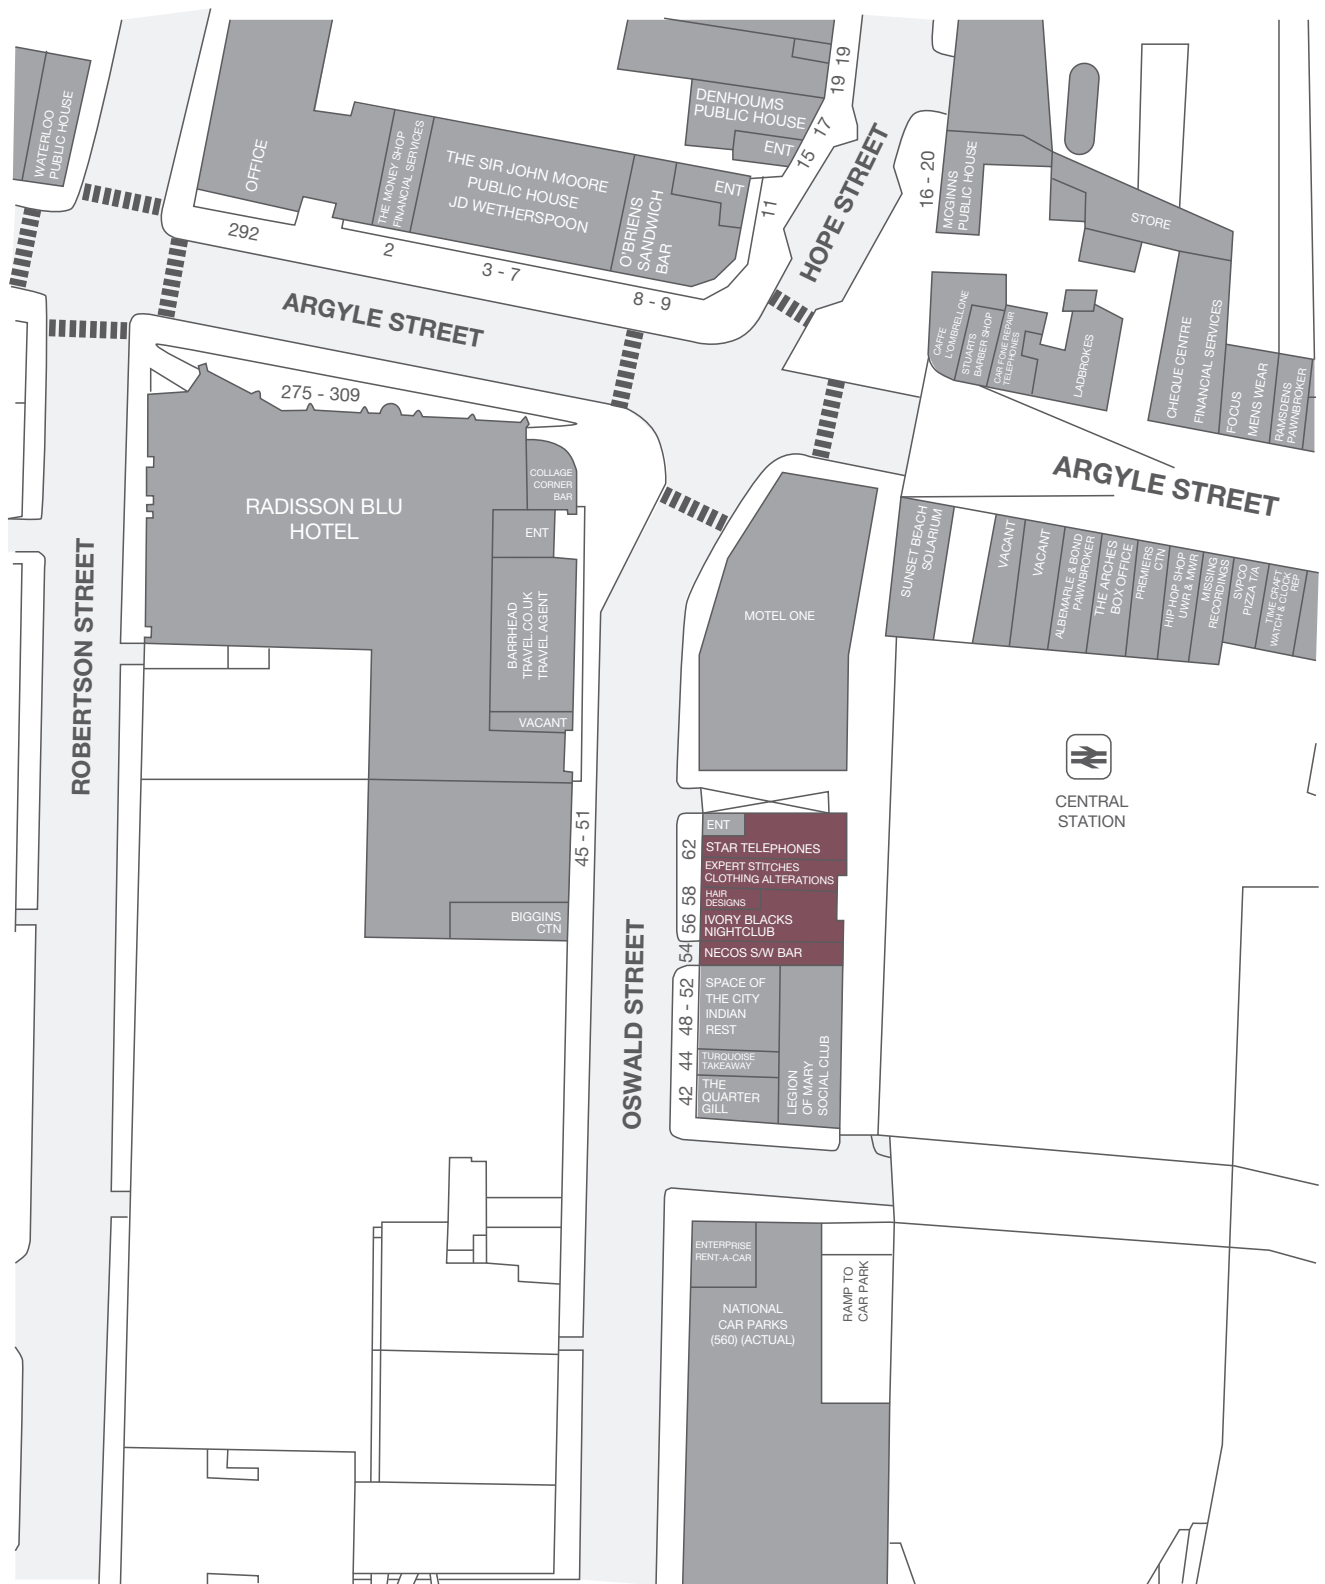 WATERLOO
PUBLIC HOUSE
OFFICE
292
THE MONEY SHOP
FINANCIAL SERVICES
2
THE SIR JOHN MOORE
PUBLIC HOUSE
JD WETHERSPOON
3 - 7
O'BRIENS
SANDWICH
BAR
8 - 9
ENT
11
DENHOUMS
PUBLIC HOUSE
ENT
15
17
19
19
HOPE STREET
16 - 20
MCGINNS
PUBLIC HOUSE
STORE
CAFFE
L'OMBRELLONE
STUARTS
BARBER SHOP
CAR FONE REPAIR
TELEPHONES
LADBROKES
CHEQUE CENTRE
FINANCIAL SERVICES
FOCUS
MENS WEAR
RAMSDENS
PAWNBROKER
ARGYLE STREET
ARGYLE STREET
275 - 309
RADISSON BLU
HOTEL
COLLAGE
CORNER
BAR
ENT
BARRHEAD
TRAVEL.CO.UK
TRAVEL AGENT
VACANT
ROBERTSON STREET
MOTEL ONE
SUNSET BEACH
SOLARIUM
VACANT
VACANT
ALBEMARLE & BOND
PAWNBROKER
THE ARCHES
BOX OFFICE
PREMIERS
CTN
HIP HOP SHOP
UWR & MWR
MISSING
RECORDINGS
SVPCO
PIZZA T/A
TIME CRAFT
WATCH & CLOCK
REP
CENTRAL
STATION
45 - 51
BIGGINS
CTN
OSWALD STREET
ENT
62
STAR TELEPHONES
EXPERT STITCHES
CLOTHING ALTERATIONS
58
HAIR
DESIGNS
56
IVORY BLACKS
NIGHTCLUB
54
NECOS S/W BAR
48 - 52
SPACE OF
THE CITY
INDIAN
REST
44
TURQUOISE
TAKEAWAY
42
THE
QUARTER
GILL
LEGION
OF MARY
SOCIAL CLUB
ENTERPRISE
RENT-A-CAR
NATIONAL
CAR PARKS
(560) (ACTUAL)
RAMP TO
CAR PARK